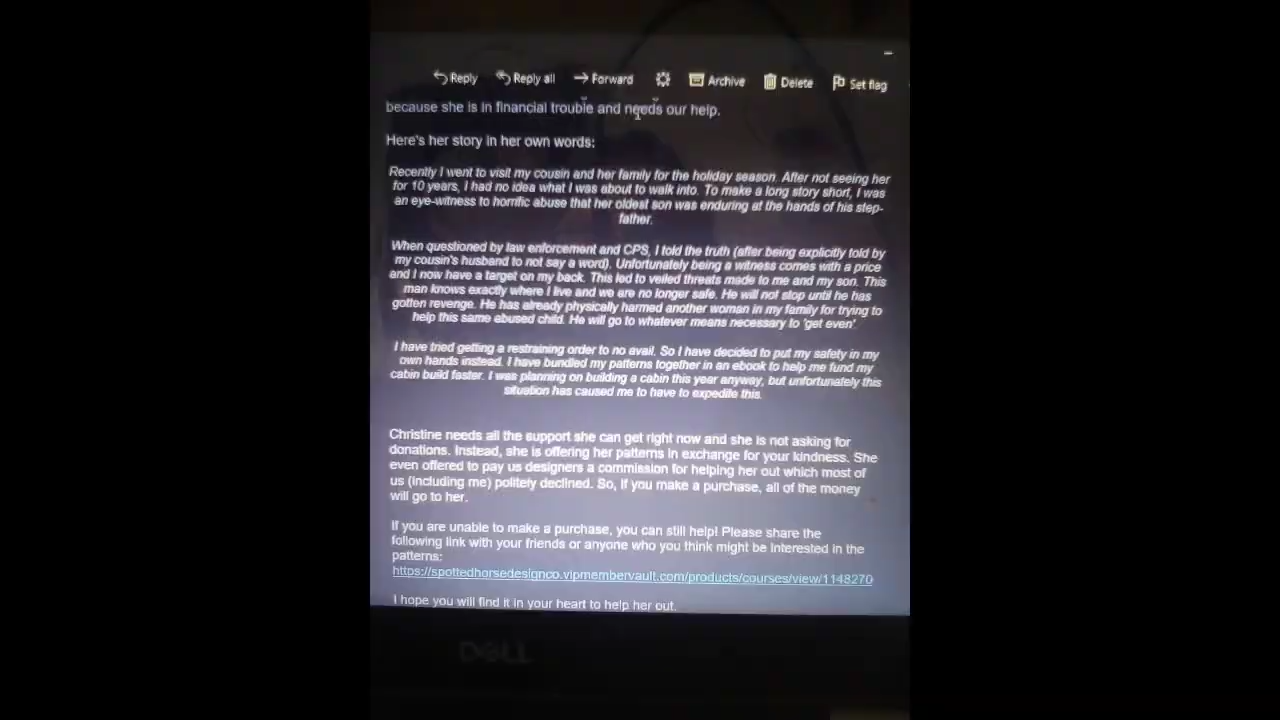 Reply Reply all Forward Archive Delete Set flag
because she is in financial trouble and needs our help.
Here's her story in her own words:
Recently I went to visit my cousin and her family for the holiday season. After not seeing her
for 10 years, I had no idea what I was about to walk into. To make a long story short, I was
an eye-witness to horrific abuse that her oldest son was enduring at the hands of his step-
father.
When questioned by law enforcement and CPS, I told the truth (after being explicitly told by
my cousin's husband to not say a word). Unfortunately being a witness comes with a price
and I now have a target on my back. This led to veiled threats made to me and my son. This
man knows exactly where I live and we are no longer safe. He will not stop until he has
gotten revenge. He has already physically harmed another woman in my family for trying to
help this same abused child. He will go to whatever means necessary to 'get even'.
I have tried getting a restraining order to no avail. So I have decided to put my safety in my
own hands instead. I have bundled my patterns together in an ebook to help me fund my
cabin build faster. I was planning on building a cabin this year anyway, but unfortunately this
situation has caused me to have to expedite this.
Christine needs all the support she can get right now and she is not asking for
donations. Instead, she is offering her patterns in exchange for your kindness. She
even offered to pay us designers a commission for helping her out which most of
us (including me) politely declined. So, if you make a purchase, all of the money
will go to her.
If you are unable to make a purchase, you can still help! Please share the
following link with your friends or anyone who you think might be interested in the
patterns:
https://spottedhorsedesignco.vipmembervault.com/products/courses/view/1148270
I hope you will find it in your heart to help her out.
DELL